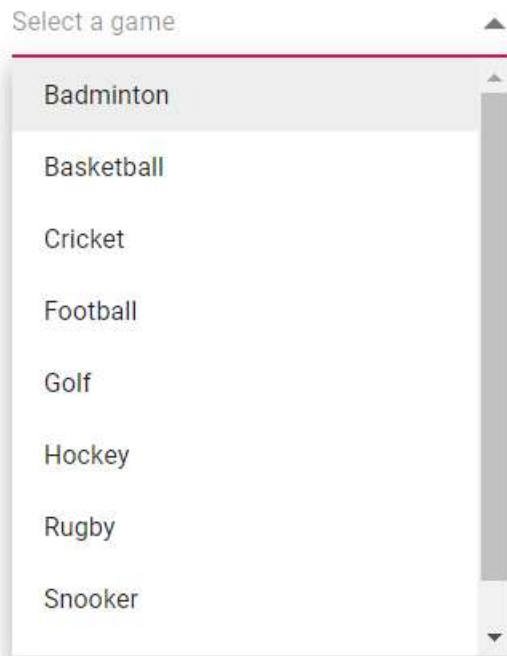 Select a game
Badminton
Basketball
Cricket
Football
Golf
Hockey
Rugby
Snooker